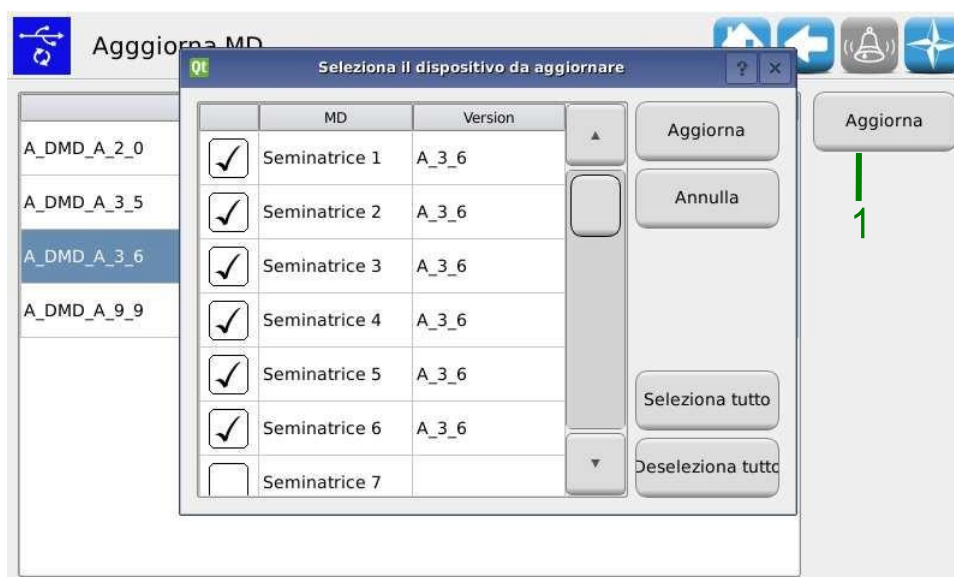 Agggiorna MD
Qt
Seleziona il dispositivo da aggiornare
?
MD
Version
Seminatrice 1
A_3_6
Seminatrice 2
A_3_6
Seminatrice 3
A_3_6
Seminatrice 4
A_3_6
Seminatrice 5
A_3_6
Seminatrice 6
A_3_6
Seminatrice 7
Aggiorna
Annulla
Seleziona tutto
Deseleziona tutto
A_DMD_A_2_0
A_DMD_A_3_5
A_DMD_A_3_6
A_DMD_A_9_9
Aggiorna
1